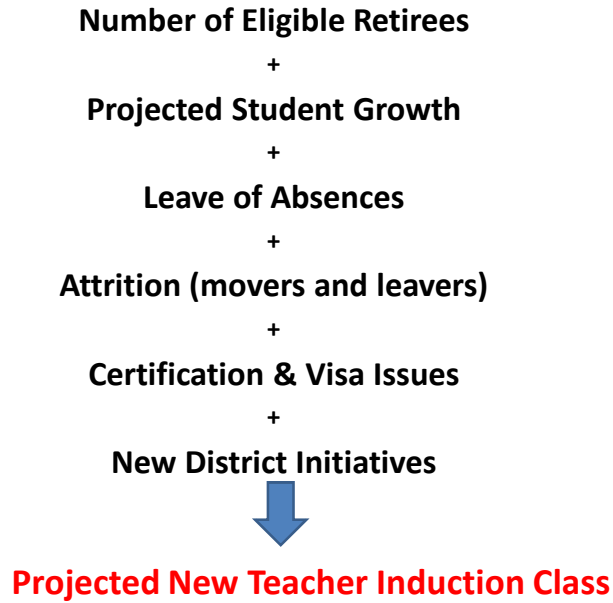 Number of Eligible Retirees
+
Projected Student Growth
+
Leave of Absences
+
Attrition (movers and leavers)
+
Certification & Visa Issues
+
New District Initiatives
Projected New Teacher Induction Class